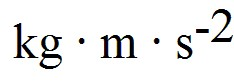 kg · m · s⁻²